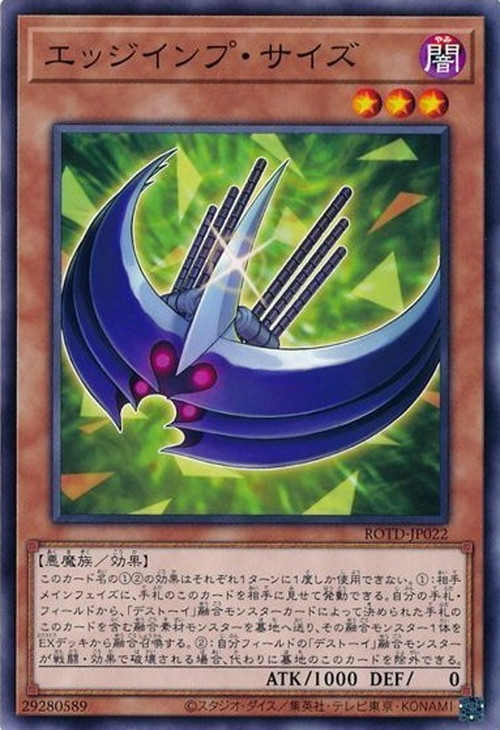 エッジインプ・サイズ
やみ
闇
ROTD-JP022
【悪魔族／効果】
このカード名の①②の効果はそれぞれ1ターンに1度しか使用できない。①：相手
メインフェイズに、手札のこのカードを相手に見せて発動できる。自分の手札・
フィールドから、「デストーイ」融合モンスターカードによって決められた手札の
このカードを含む融合素材モンスターを墓地へ送り、その融合モンスター1体を
EXデッキから融合召喚する。②：自分フィールドの「デストーイ」融合モンスター
が戦闘・効果で破壊される場合、代わりに墓地のこのカードを除外できる。
ATK/1000 DEF/ 0
29280589 ©スタジオ・ダイス／集英社・テレビ東京・KONAMI